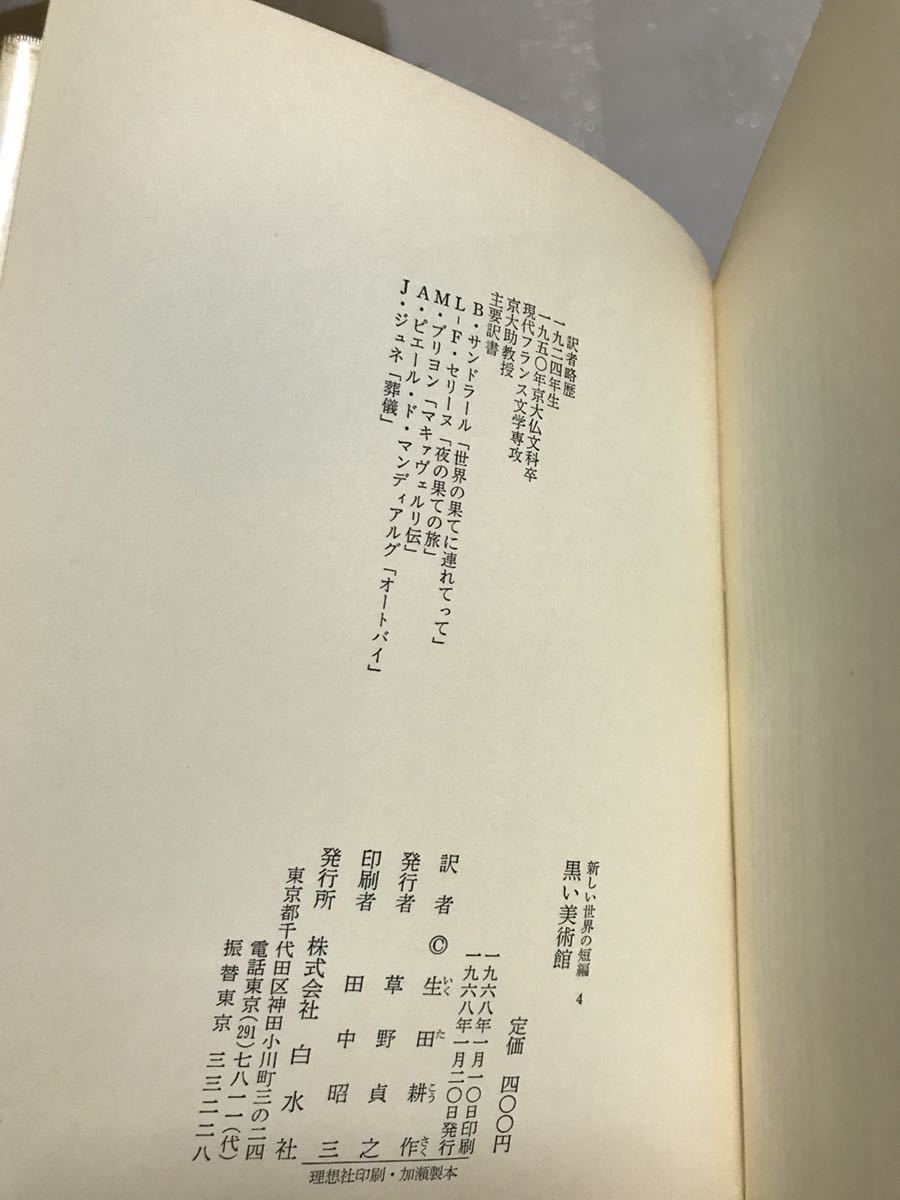 訳者略歴
一九二四年生
一九五〇年京大仏文科卒
現代フランス文学専攻
京大助教授
主要訳書
B・サンドラール「世界の果てに連れてって」
L-F・セリーヌ「夜の果ての旅」
M・ブリヨン「マキァヴェルリ伝」
A・ピエール・ド・マンディアルグ「オートバイ」
J・ジュネ「葬儀」
新しい世界の短編 4
黒い美術館
定価 四〇〇円
一九六八年一月一〇日印刷
一九六八年一月二〇日発行
訳者 © 生田耕作
いくたこうさく
発行者 草野貞之
印刷者 田中昭三
発行所 株式会社 白水社
東京都千代田区神田小川町三の二四
電話東京(291)七八一一(代)
振替東京 三三二二八
理想社印刷・加瀬製本